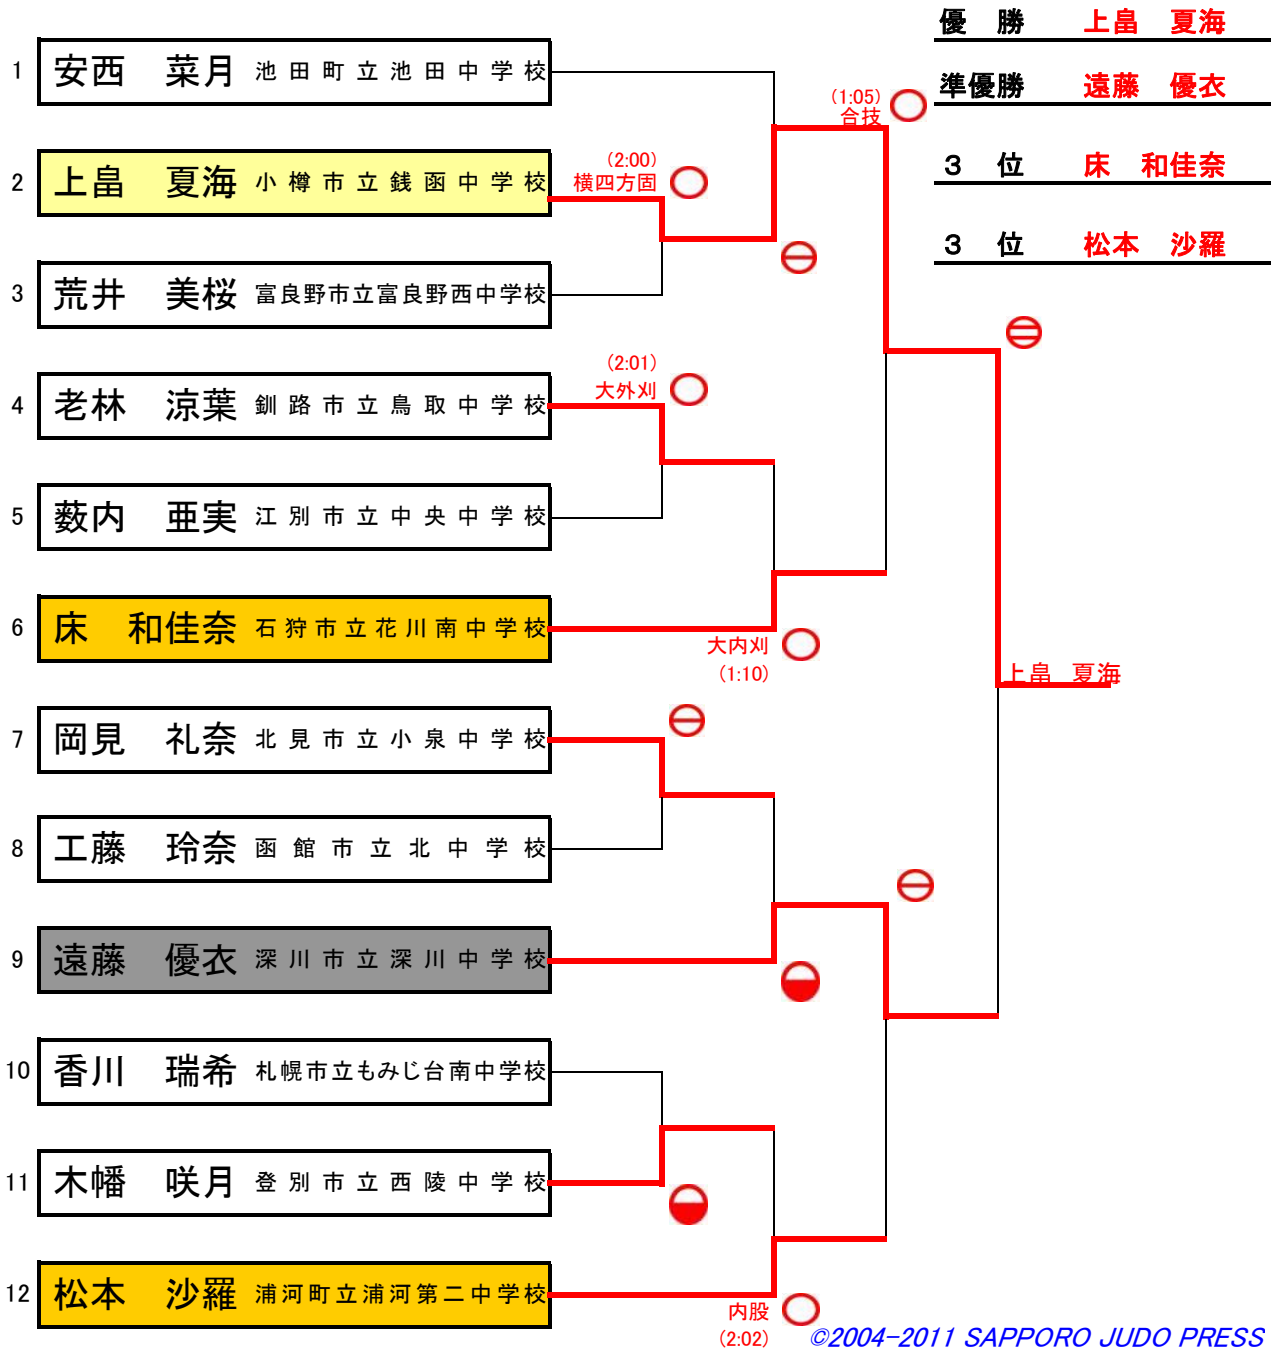 優　勝　上畠　夏海
準優勝　遠藤　優衣
３　位　床　和佳奈
３　位　松本　沙羅
1 安西　菜月 池田町立池田中学校
(1:05)
合技
2 上畠　夏海 小樽市立銭函中学校
(2:00)
横四方固
3 荒井　美桜 富良野市立富良野西中学校
(2:01)
大外刈
4 老林　涼葉 釧路市立鳥取中学校
5 薮内　亜実 江別市立中央中学校
6 床　和佳奈 石狩市立花川南中学校
大内刈
(1:10)
上畠　夏海
7 岡見　礼奈 北見市立小泉中学校
8 工藤　玲奈 函館市立北中学校
9 遠藤　優衣 深川市立深川中学校
10 香川　瑞希 札幌市立もみじ台南中学校
11 木幡　咲月 登別市立西陵中学校
12 松本　沙羅 浦河町立浦河第二中学校
内股
(2:02)
©2004-2011 SAPPORO JUDO PRESS